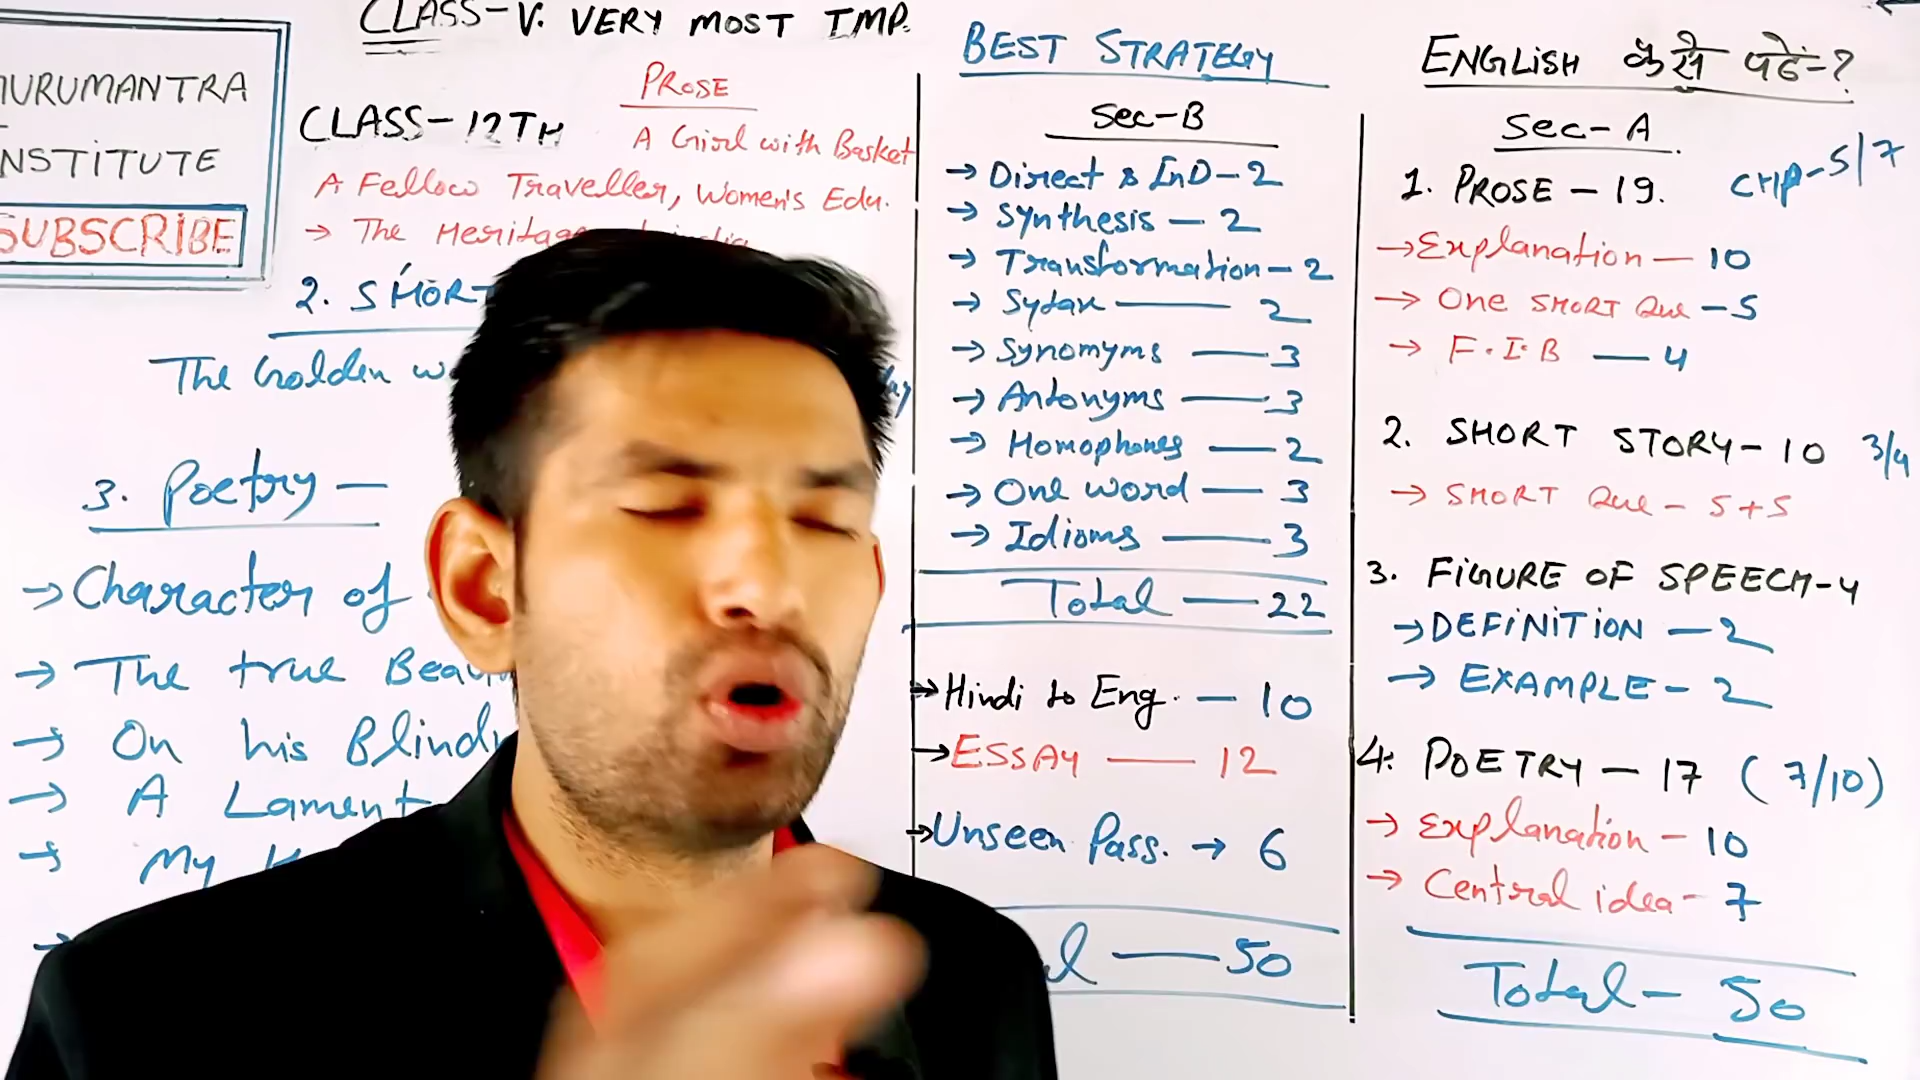 CLASS-V. VERY MOST IMP.
URUMANTRA
NSTITUTE
SUBSCRIBE
CLASS-12TH
PROSE
A Girl with Basket
A Fellow Traveller, Women's Edu.
→ The Heritage india
2. SHORT
The Golden
3. Poetry —
→ Character of
→ The true Beau
→ On his Blind
→ A Lament
→ My
BEST STRATEGY
Sec-B
→ Direct & InD-2
→ Synthesis — 2
→ Transformation - 2
→ Sytax — 2
→ Synomyms — 3
→ Antonyms — 3
→ Homophones — 2
→ One word — 3
→ Idioms — 3
Total — 22
→ Hindi to Eng. — 10
→ ESSAY — 12
→ Unseen Pass. → 6
l — 50
ENGLISH कैसे पढें-?
Sec-A
1. PROSE - 19. CHP-5/7
→ Explanation — 10
→ One SHORT Que - 5
→ F.I.B — 4
2. SHORT STORY-10 3/4
→ SHORT Que - 5+5
3. FIGURE OF SPEECH-4
→ DEFINITION - 2
→ EXAMPLE - 2
4. POETRY - 17 (7/10)
→ Explanation - 10
→ Central idea - 7
Total - 50